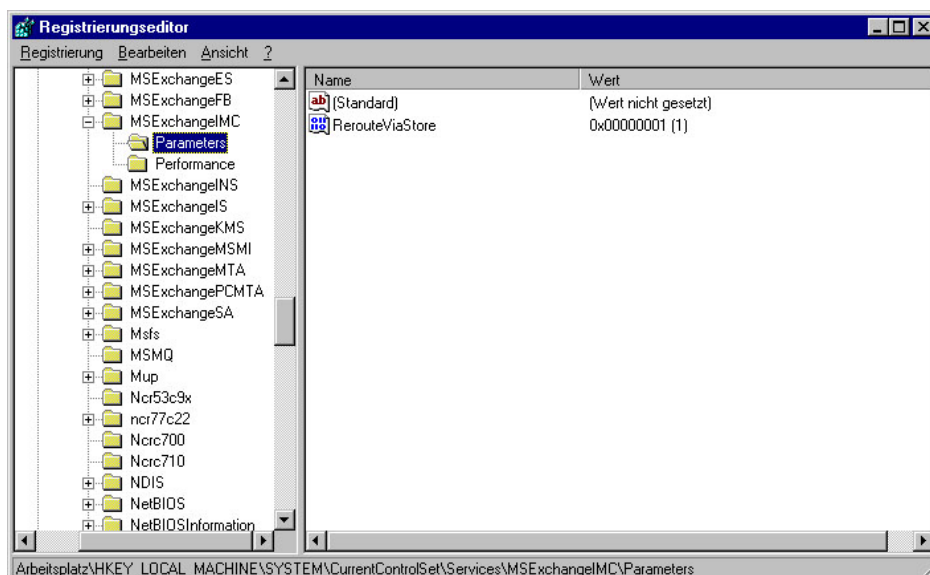 Registrierungseditor
Registrierung Bearbeiten Ansicht ?
MSExchangeES
MSExchangeFB
MSExchangeIMC
Parameters
Performance
MSExchangeINS
MSExchangeIS
MSExchangeKMS
MSExchangeMSMI
MSExchangeMTA
MSExchangePCMTA
MSExchangeSA
Msfs
MSMQ
Mup
Ncr53c9x
ncr77c22
Ncrc700
Ncrc710
NDIS
NetBIOS
NetBIOSInformation
Name Wert
(Standard) (Wert nicht gesetzt)
RerouteViaStore 0x00000001 (1)
Arbeitsplatz\HKEY_LOCAL_MACHINE\SYSTEM\CurrentControlSet\Services\MSExchangeIMC\Parameters